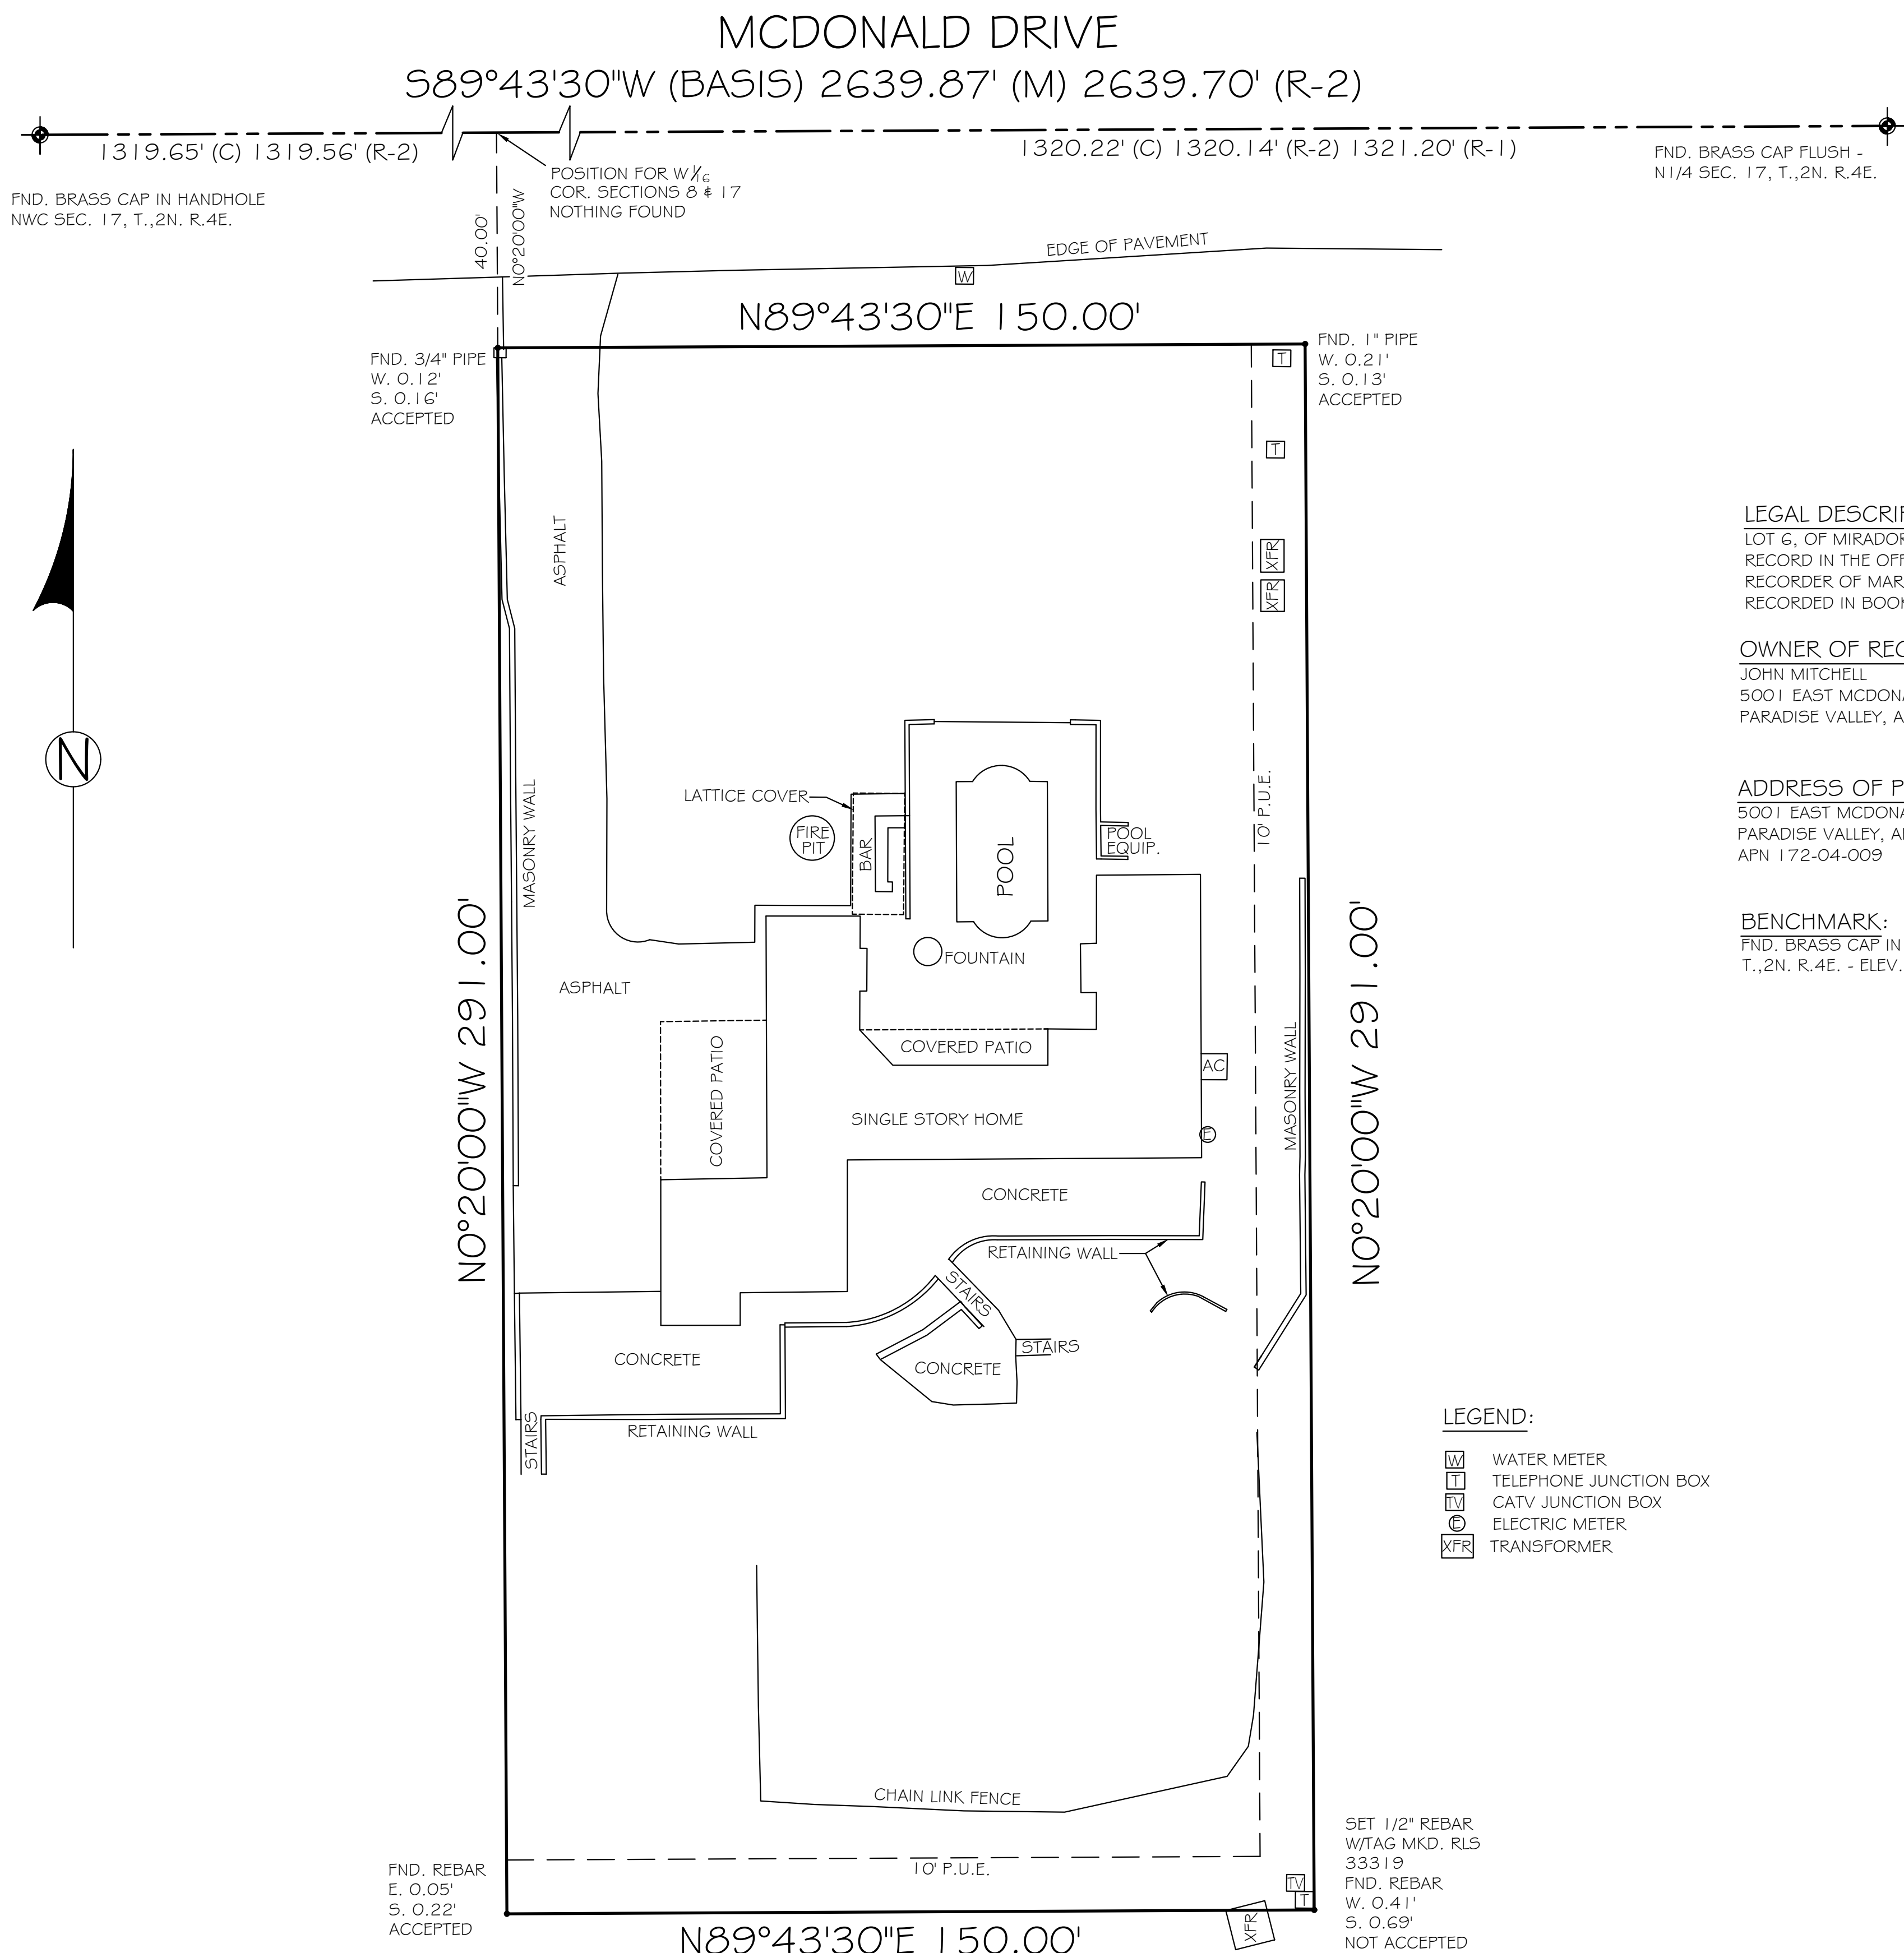 MCDONALD DRIVE
S89°43'30"W (BASIS) 2639.87' (M) 2639.70' (R-2)
1319.65' (C) 1319.56' (R-2)
1320.22' (C) 1320.14' (R-2) 1321.20' (R-1)
FND. BRASS CAP IN HANDHOLE
NWC SEC. 17, T.,2N. R.4E.
POSITION FOR W 1/16
COR. SECTIONS 8 & 17
NOTHING FOUND
FND. BRASS CAP FLUSH -
N1/4 SEC. 17, T.,2N. R.4E.
40.00'
N0°20'00"W
EDGE OF PAVEMENT
W
N89°43'30"E 150.00'
FND. 3/4" PIPE
W. 0.12'
S. 0.16'
ACCEPTED
FND. 1" PIPE
W. 0.21'
S. 0.13'
ACCEPTED
T
T
XFR
XFR
ASPHALT
N
MASONRY WALL
LATTICE COVER
FIRE
PIT
BAR
POOL
POOL
EQUIP.
10' P.U.E.
FOUNTAIN
ASPHALT
COVERED PATIO
COVERED PATIO
SINGLE STORY HOME
AC
E
MASONRY WALL
N0°20'00"W 291.00'
N0°20'00"W 291.00'
CONCRETE
RETAINING WALL
STAIRS
STAIRS
CONCRETE
CONCRETE
STAIRS
RETAINING WALL
CHAIN LINK FENCE
10' P.U.E.
TV
T
XFR
FND. REBAR
E. 0.05'
S. 0.22'
ACCEPTED
SET 1/2" REBAR
W/TAG MKD. RLS
33319
FND. REBAR
W. 0.41'
S. 0.69'
NOT ACCEPTED
N89°43'30"E 150.00'
LEGAL DESCRI
LOT 6, OF MIRADOR
RECORD IN THE OFF
RECORDER OF MAR
RECORDED IN BOOK
OWNER OF REC
JOHN MITCHELL
5001 EAST MCDONA
PARADISE VALLEY, A
ADDRESS OF P
5001 EAST MCDONA
PARADISE VALLEY, A
APN 172-04-009
BENCHMARK:
FND. BRASS CAP IN
T.,2N. R.4E. - ELEV.
LEGEND:
W WATER METER
T TELEPHONE JUNCTION BOX
TV CATV JUNCTION BOX
E ELECTRIC METER
XFR TRANSFORMER